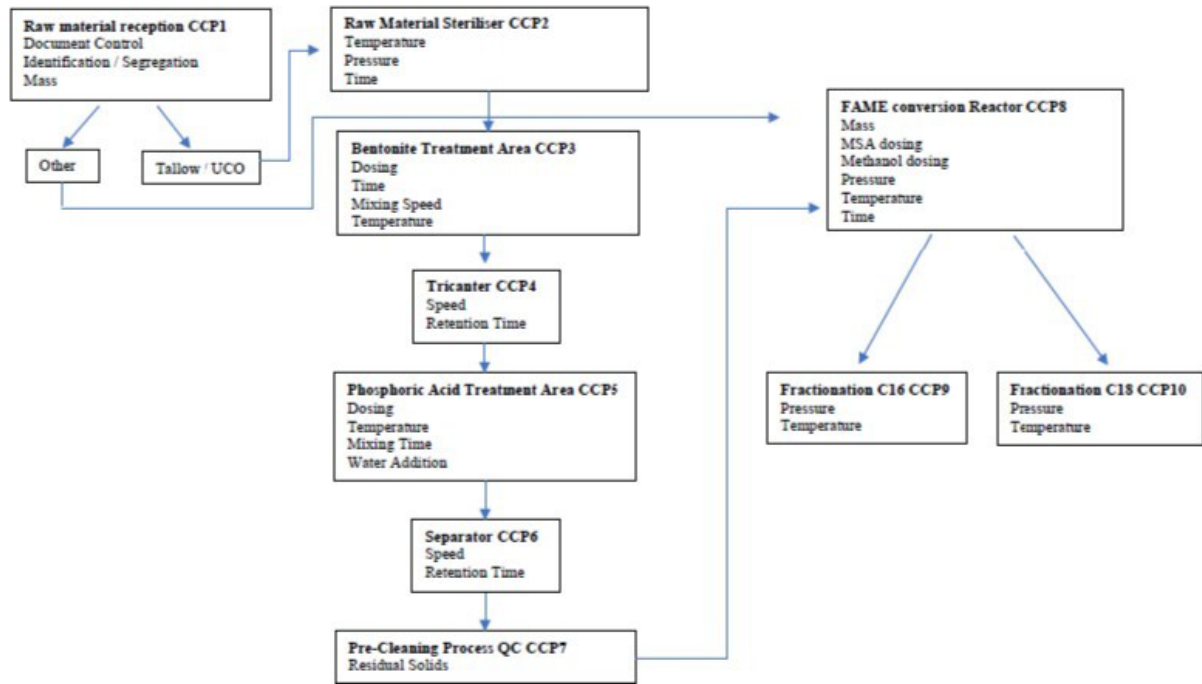 Raw material reception CCP1
Document Control
Identification / Segregation
Mass
Other
Tallow / UCO
Raw Material Steriliser CCP2
Temperature
Pressure
Time
Bentonite Treatment Area CCP3
Dosing
Time
Mixing Speed
Temperature
Tricanter CCP4
Speed
Retention Time
Phosphoric Acid Treatment Area CCP5
Dosing
Temperature
Mixing Time
Water Addition
Separator CCP6
Speed
Retention Time
Pre-Cleaning Process QC CCP7
Residual Solids
FAME conversion Reactor CCP8
Mass
MSA dosing
Methanol dosing
Pressure
Temperature
Time
Fractionation C16 CCP9
Pressure
Temperature
Fractionation C18 CCP10
Pressure
Temperature